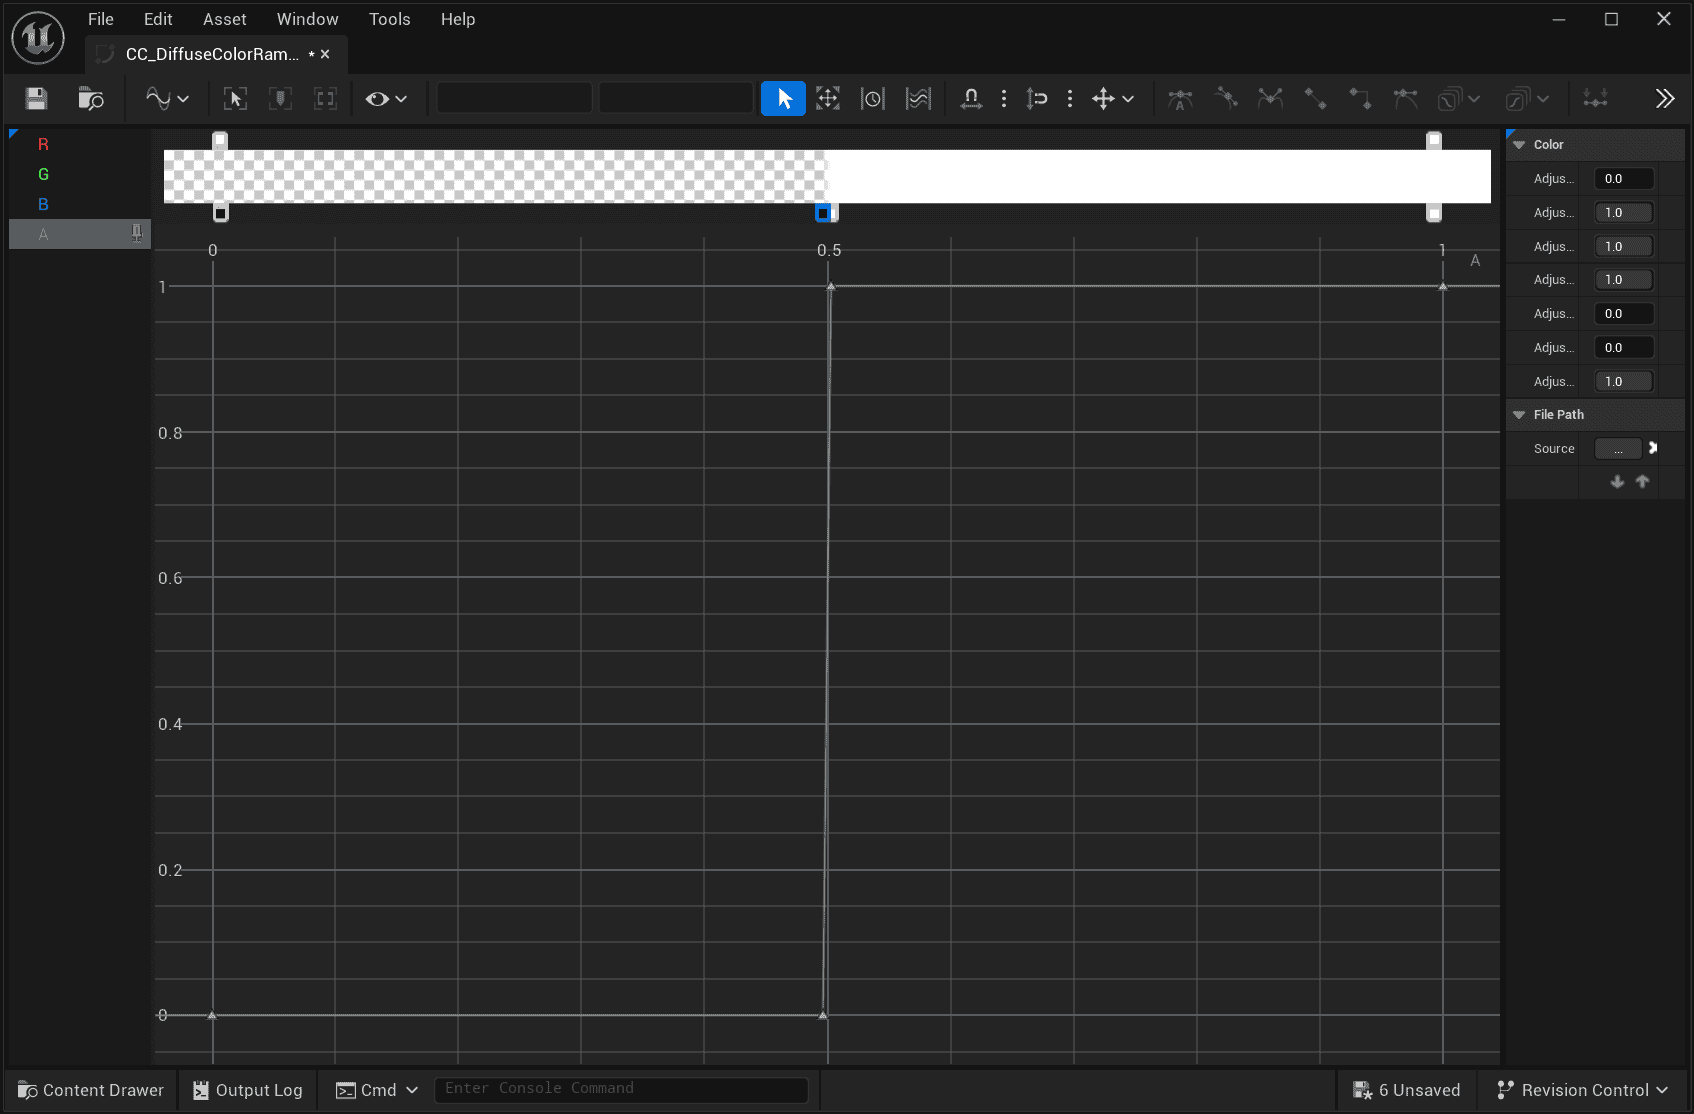 File Edit Asset Window Tools Help
CC_DiffuseColorRam... *
R
G
B
A
0 0.5 1
A
1
0.8
0.6
0.4
0.2
0
Color
Adjus... 0.0
Adjus... 1.0
Adjus... 1.0
Adjus... 1.0
Adjus... 0.0
Adjus... 0.0
Adjus... 1.0
File Path
Source ...
Content Drawer Output Log Cmd Enter Console Command 6 Unsaved Revision Control